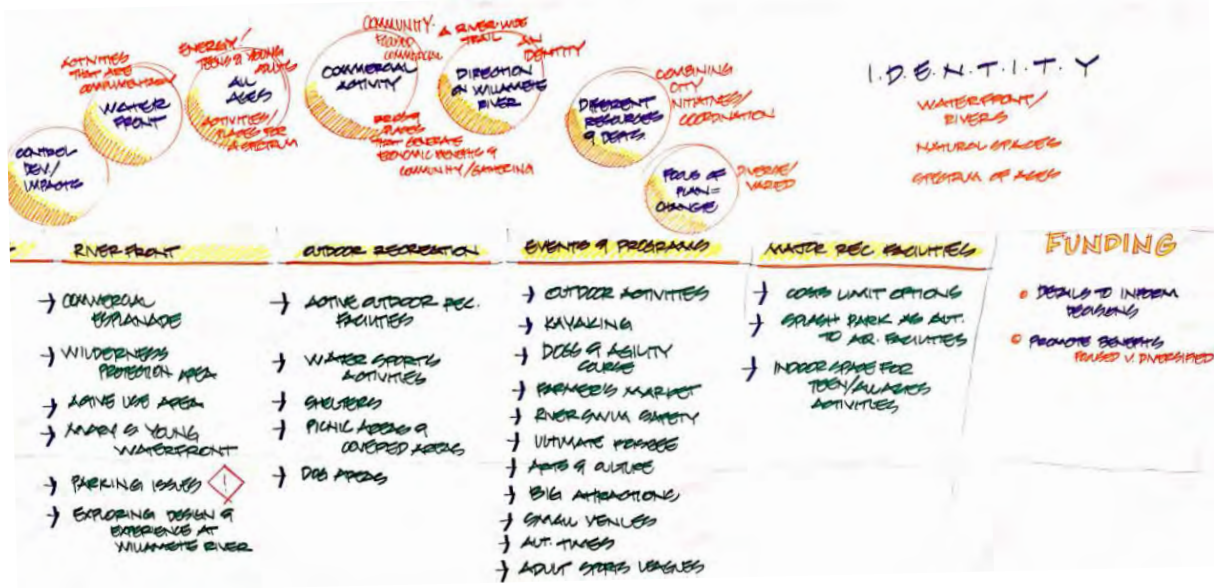 CONTROL
DEV./
IMPACTS
ACTIVITIES
THAT ARE
COMPLIMENTARY
WATER
FRONT
ENERGY/
TEENS & YOUNG
ADULTS
ALL
AGES
ACTIVITIES/
PLACES FOR
A SPECTRUM
COMMUNITY-
FOCUSED
COMMERCIAL
COMMERCIAL
ACTIVITY
PLACES
THAT GENERATE
ECONOMIC BENEFITS &
COMMUNITY/GATHERING
A RIVER-WIDE
TRAIL
AN
IDENTITY
DIRECTION
ON WILLAMETTE
RIVER
DIFFERENT
RESOURCES
& DEPTS.
COMBINING
CITY
INITIATIVES/
COORDINATION
FOCUS OF
PLAN =
CHANGE
DIVERSE/
VARIED
I.D.E.N.T.I.T.Y
WATERFRONT/
RIVERS
NATURAL SPACES
SPECTRUM OF AGES
RIVERFRONT
→ COMMERCIAL
ESPLANADE
→ WILDERNESS
PROTECTION AREA
→ ACTIVE USE AREA
→ MARY S YOUNG
WATERFRONT
→ PARKING ISSUES !
→ EXPLORING DESIGN &
EXPERIENCE AT
WILLAMETTE RIVER
OUTDOOR RECREATION
→ ACTIVE OUTDOOR REC.
FACILITIES
→ WATER SPORTS
ACTIVITIES
→ SHELTERS
→ PICNIC AREAS &
COVERED AREAS
→ DOG AREAS
EVENTS & PROGRAMS
→ OUTDOOR ACTIVITIES
→ KAYAKING
→ DOGS & AGILITY
COURSE
→ FARMER'S MARKET
→ RIVER SWIM SAFETY
→ ULTIMATE FRISBEE
→ ARTS & CULTURE
→ BIG ATTRACTIONS
→ SMALL VENUES
→ ALT. TIMES
→ ADULT SPORTS LEAGUES
MAJOR REC. FACILITIES
→ COSTS LIMIT OPTIONS
→ SPLASH PARK AS ALT.
TO AQ. FACILITIES
→ INDOOR SPACE FOR
TEEN/ALL AGES
ACTIVITIES
FUNDING
DETAILS TO INFORM
DECISIONS
PROMOTE BENEFITS
FOCUSED V. DIVERSIFIED